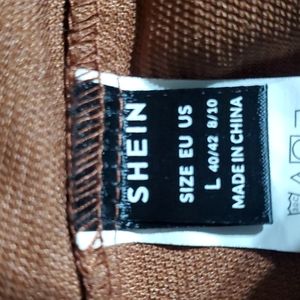 SHEIN
SIZE EU US
L 40/42 8/10
MADE IN CHINA